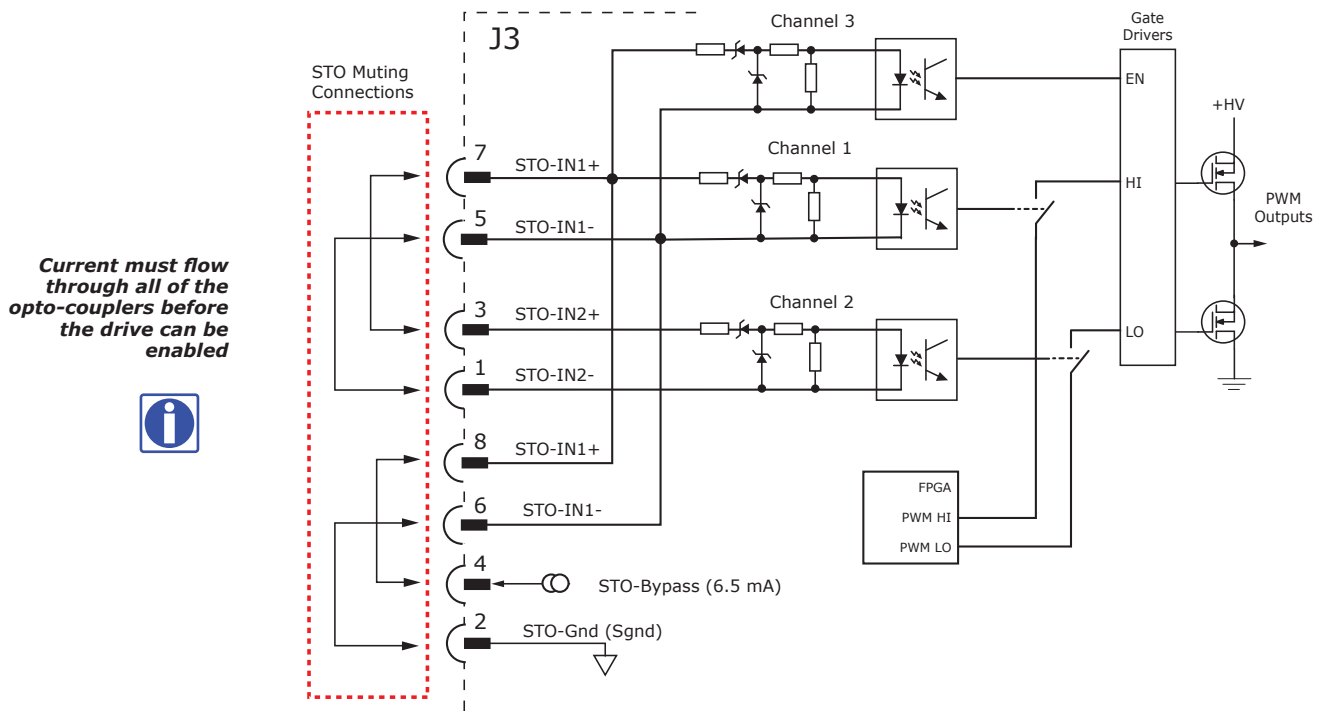 J3
Channel 3
Gate
Drivers
STO Muting
Connections
EN
+HV
7
STO-IN1+
Channel 1
HI
PWM
Outputs
5
STO-IN1-
Current must flow
through all of the
opto-couplers before
the drive can be
enabled
3
STO-IN2+
Channel 2
LO
1
STO-IN2-
i
8
STO-IN1+
6
STO-IN1-
FPGA
PWM HI
PWM LO
4
STO-Bypass (6.5 mA)
2
STO-Gnd (Sgnd)